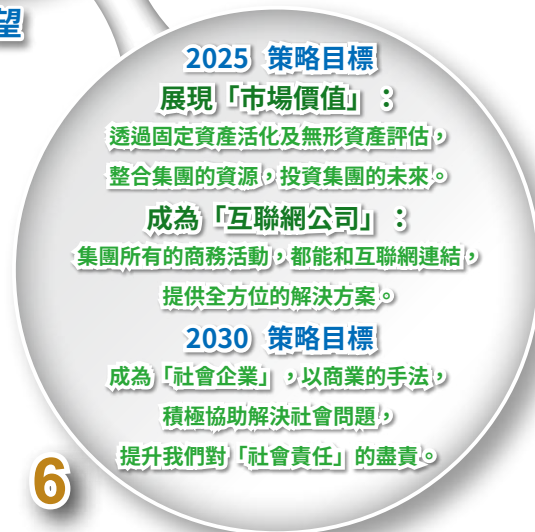 望
2025 策略目標
展現「市場價值」：
透過固定資產活化及無形資產評估，
整合集團的資源，投資集團的未來。
成為「互聯網公司」：
集團所有的商務活動，都能和互聯網連結，
提供全方位的解決方案。
2030 策略目標
成為「社會企業」，以商業的手法，
積極協助解決社會問題，
提升我們對「社會責任」的盡責。
6